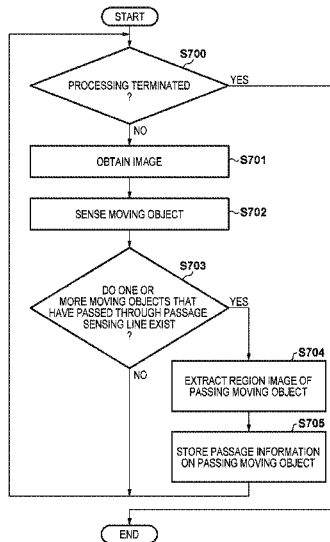 START
S700
PROCESSING TERMINATED
?
YES
NO
OBTAIN IMAGE
S701
SENSE MOVING OBJECT
S702
S703
DO ONE OR
MORE MOVING OBJECTS THAT
HAVE PASSED THROUGH PASSAGE
SENSING LINE EXIST
?
YES
NO
S704
EXTRACT REGION IMAGE OF
PASSING MOVING OBJECT
S705
STORE PASSAGE INFORMATION
ON PASSING MOVING OBJECT
END